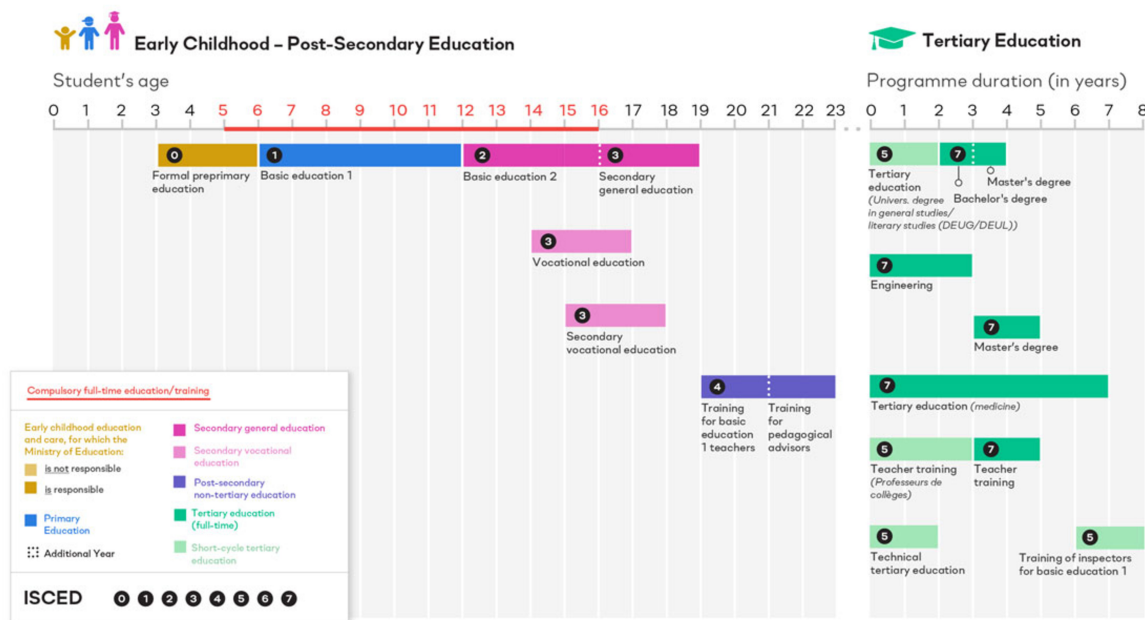 Early Childhood – Post-Secondary Education
Tertiary Education
Student's age
Programme duration (in years)
0 1 2 3 4 5 6 7 8 9 10 11 12 13 14 15 16 17 18 19 20 21 22 23
0 1 2 3 4 5 6 7 8
0
Formal preprimary
education
1
Basic education 1
2
Basic education 2
3
Secondary
general education
3
Vocational education
3
Secondary
vocational education
4
Training
for basic
education
1 teachers
Training
for
pedagogical
advisors
5
Tertiary
education
(Univers. degree
in general studies/
literary studies (DEUG/DEUL))
7
Master's degree
Bachelor's degree
7
Engineering
7
Master's degree
7
Tertiary education (medicine)
5
Teacher training
(Professeurs de
collèges)
7
Teacher
training
5
Technical
tertiary education
5
Training of inspectors
for basic education 1
Compulsory full-time education/training
Early childhood education
and care, for which the
Ministry of Education:
is not responsible
is responsible
Primary
Education
Additional Year
Secondary general education
Secondary vocational
education
Post-secondary
non-tertiary education
Tertiary education
(full-time)
Short-cycle tertiary
education
ISCED 0 1 2 3 4 5 6 7